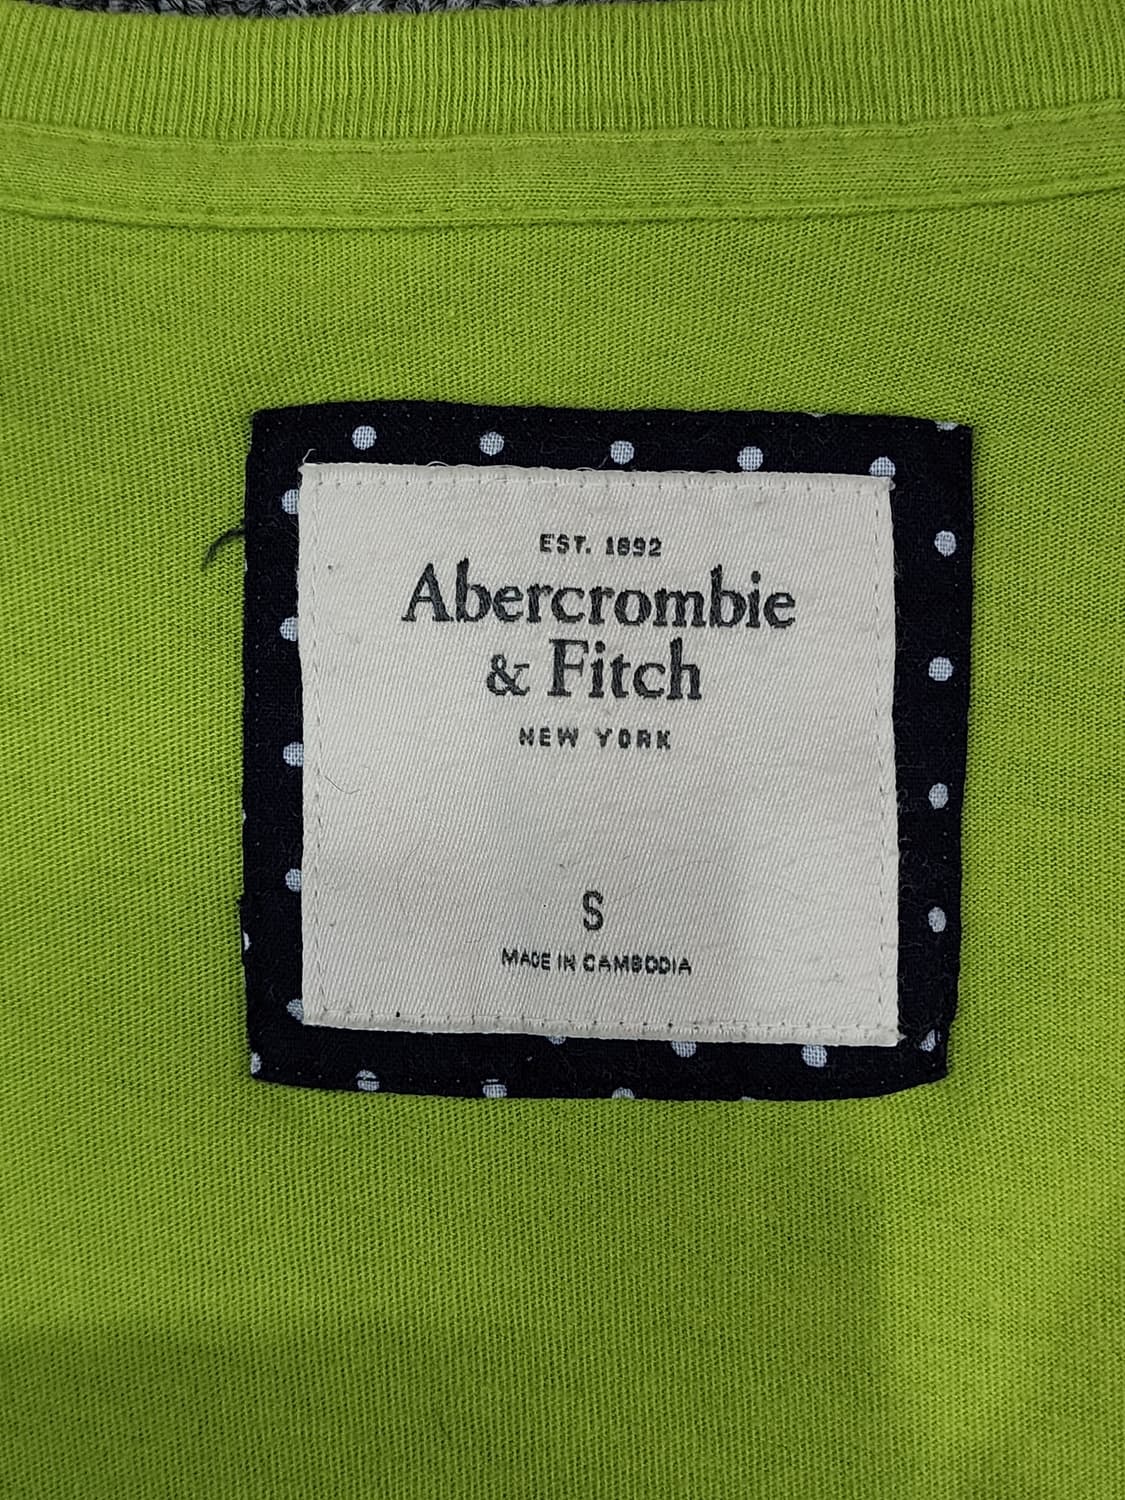 EST. 1892
Abercrombie
& Fitch
NEW YORK
S
MADE IN CAMBODIA